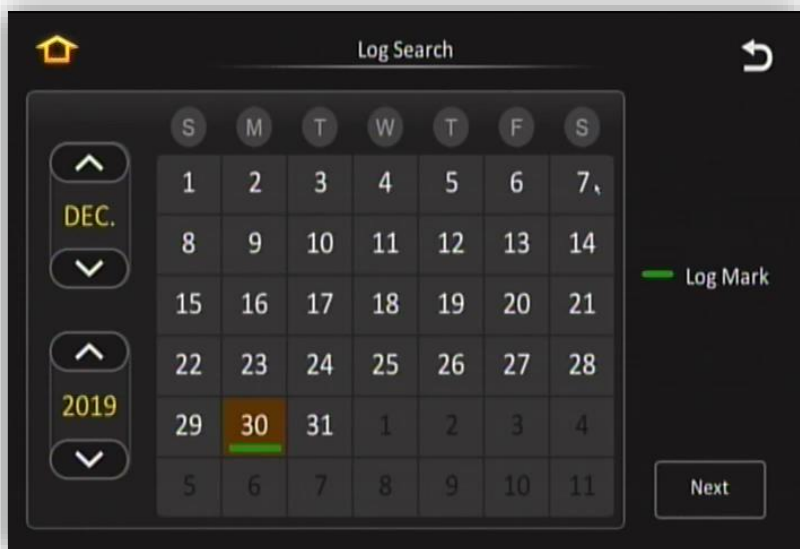 Log Search
S M T W T F S
1 2 3 4 5 6 7
DEC.
8 9 10 11 12 13 14
Log Mark
15 16 17 18 19 20 21
22 23 24 25 26 27 28
2019
29 30 31 1 2 3 4
5 6 7 8 9 10 11
Next